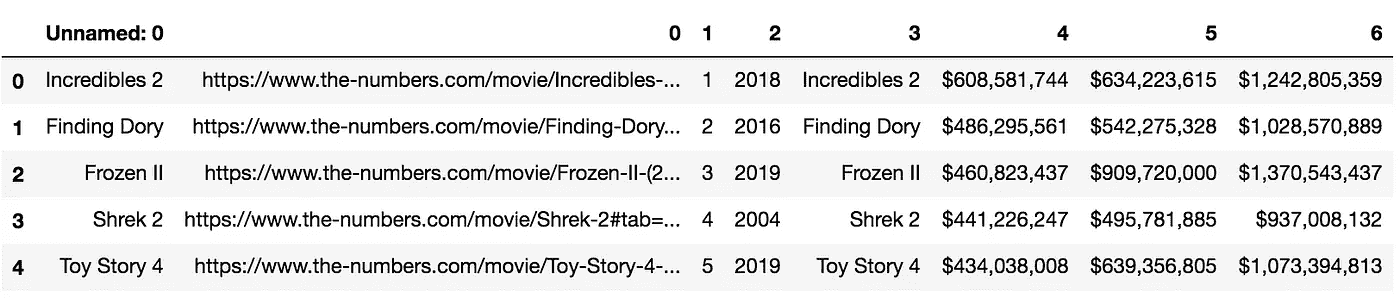 Unnamed: 0 0 1 2 3 4 5 6
0 Incredibles 2 https://www.the-numbers.com/movie/Incredibles-... 1 2018 Incredibles 2 $608,581,744 $634,223,615 $1,242,805,359
1 Finding Dory https://www.the-numbers.com/movie/Finding-Dory... 2 2016 Finding Dory $486,295,561 $542,275,328 $1,028,570,889
2 Frozen II https://www.the-numbers.com/movie/Frozen-II-(2... 3 2019 Frozen II $460,823,437 $909,720,000 $1,370,543,437
3 Shrek 2 https://www.the-numbers.com/movie/Shrek-2#tab=... 4 2004 Shrek 2 $441,226,247 $495,781,885 $937,008,132
4 Toy Story 4 https://www.the-numbers.com/movie/Toy-Story-4-... 5 2019 Toy Story 4 $434,038,008 $639,356,805 $1,073,394,813